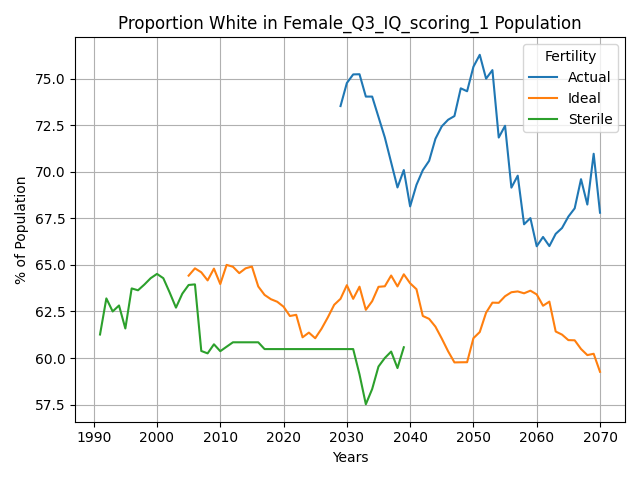 Proportion White in Female_Q3_IQ_scoring_1 Population
Fertility
Actual
Ideal
Sterile
% of Population
75.0
72.5
70.0
67.5
65.0
62.5
60.0
57.5
1990 2000 2010 2020 2030 2040 2050 2060 2070
Years